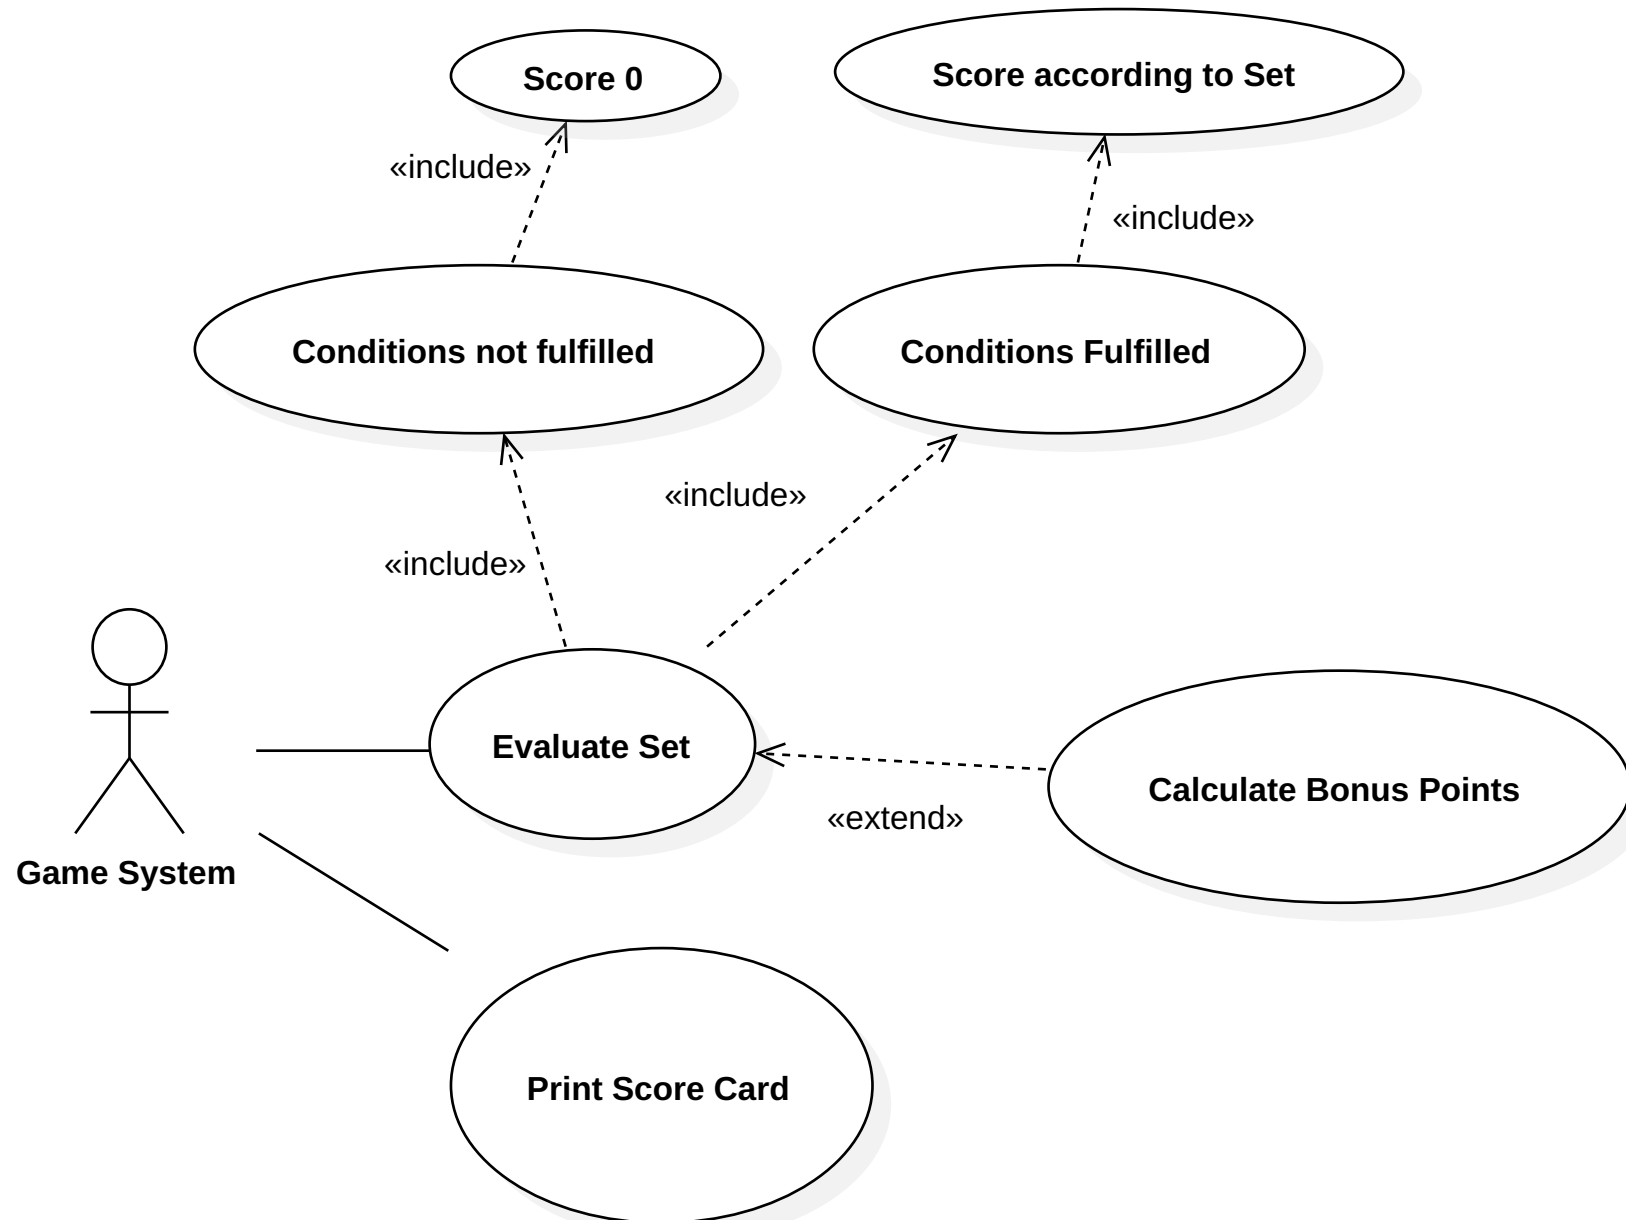 Score 0
Score according to Set
«include»
«include»
Conditions not fulfilled
Conditions Fulfilled
«include»
«include»
Evaluate Set
Calculate Bonus Points
«extend»
Game System
Print Score Card